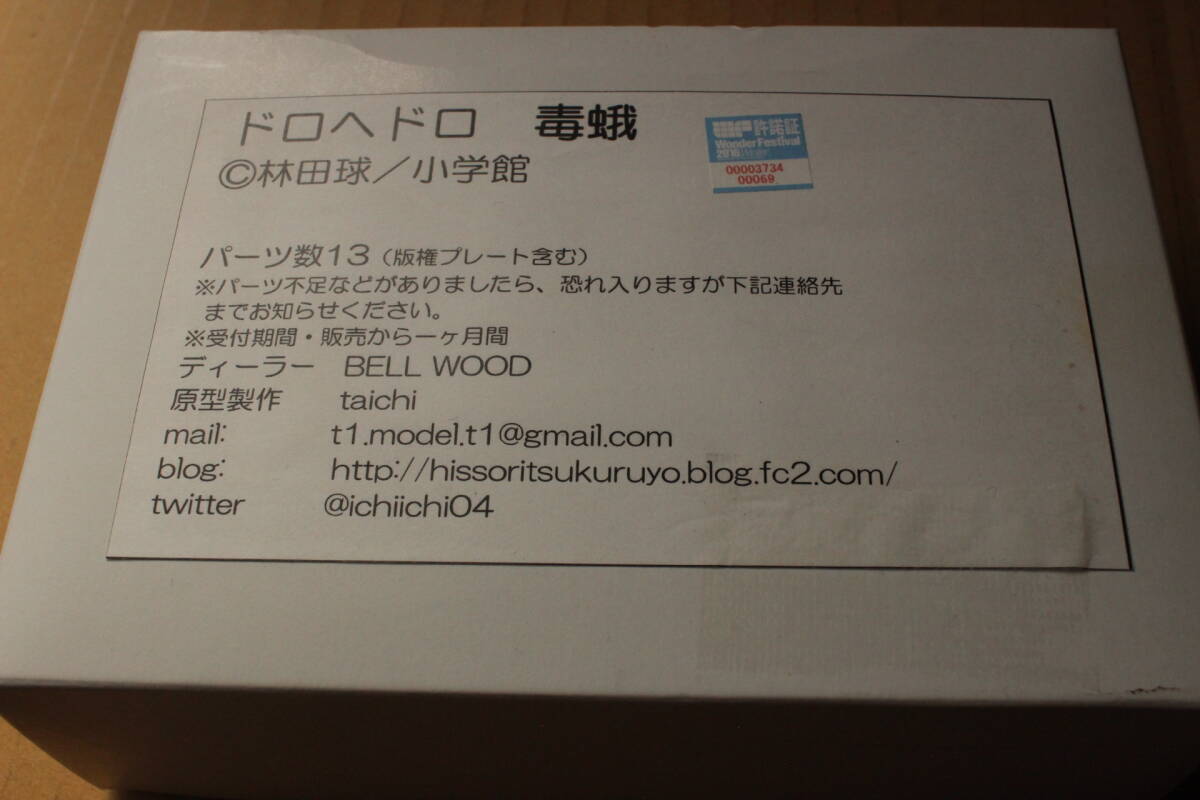 ドロヘドロ 毒蛾
©林田球／小学館
許諾証
Wonder Festival
2016
00003734
00069
パーツ数13（版権プレート含む）
※パーツ不足などがありましたら、恐れ入りますが下記連絡先
までお知らせください。
※受付期間・販売から一ヶ月間
ディーラー BELL WOOD
原型製作 taichi
mail: t1.model.t1@gmail.com
blog: http://hissoritsukuruyo.blog.fc2.com/
twitter @ichiichi04